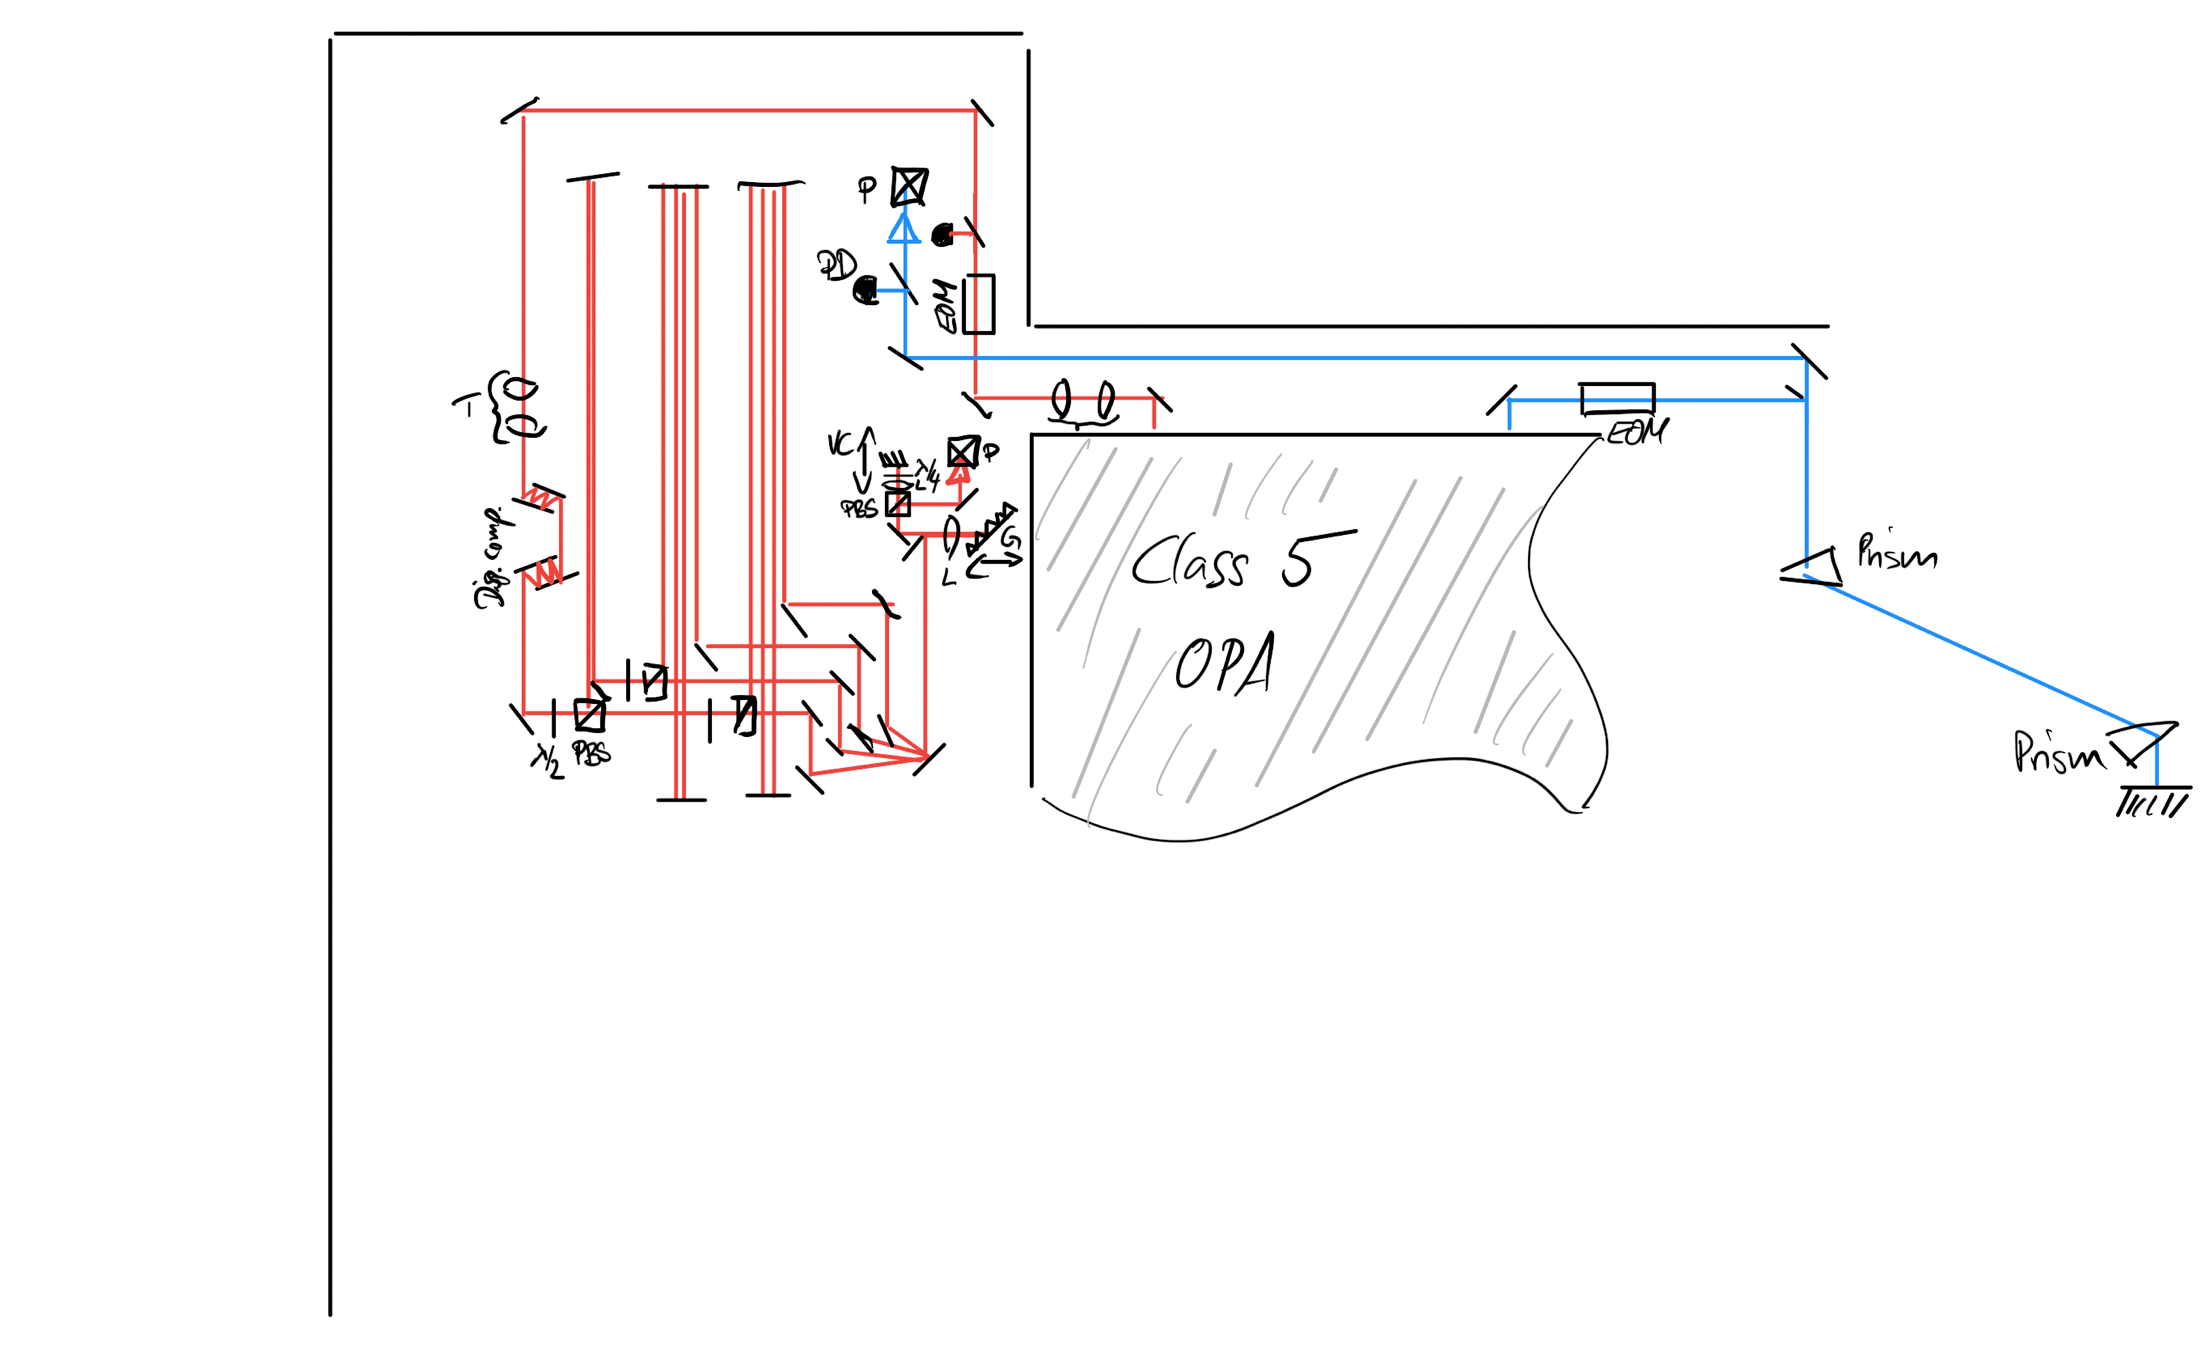 P
PD
EOM
T
VC
λ/4
P
L
PBS
EOM
G
L
Disp. comp.
Class 5
OPA
Prism
λ/2
PBS
Prism